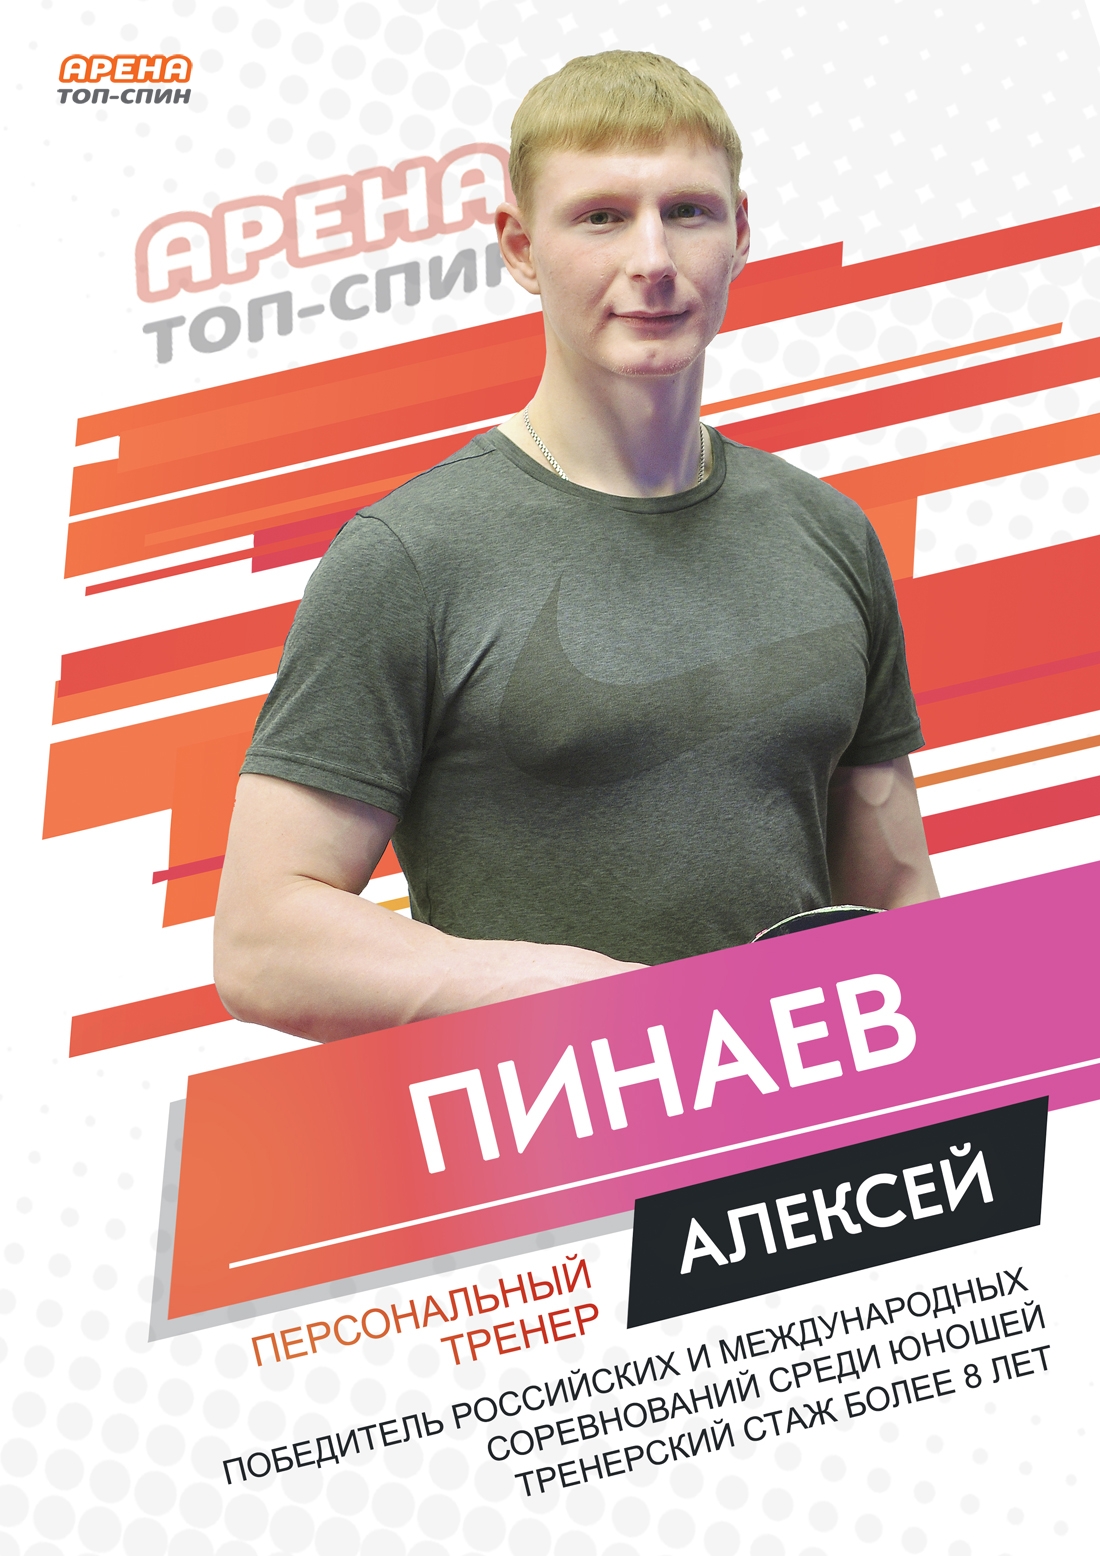 АРЕНА
ТОП-СПИН
АРЕНА
ТОП-СПИН
ПИНАЕВ
АЛЕКСЕЙ
ПЕРСОНАЛЬНЫЙ
ТРЕНЕР
ПОБЕДИТЕЛЬ РОССИЙСКИХ И МЕЖДУНАРОДНЫХ
СОРЕВНОВАНИЙ СРЕДИ ЮНОШЕЙ
ТРЕНЕРСКИЙ СТАЖ БОЛЕЕ 8 ЛЕТ